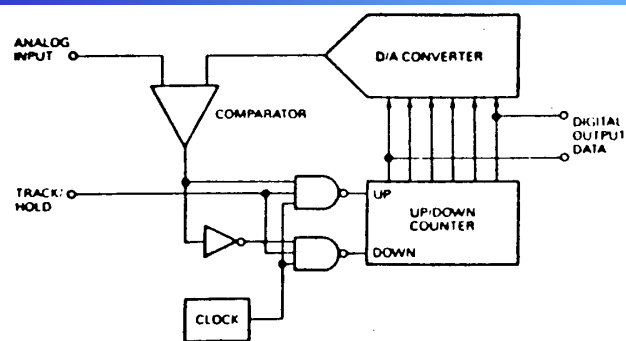 ANALOG
INPUT
D/A CONVERTER
COMPARATOR
DIGITAL
OUTPUT
DATA
TRACK/
HOLD
UP
UP/DOWN
COUNTER
DOWN
CLOCK